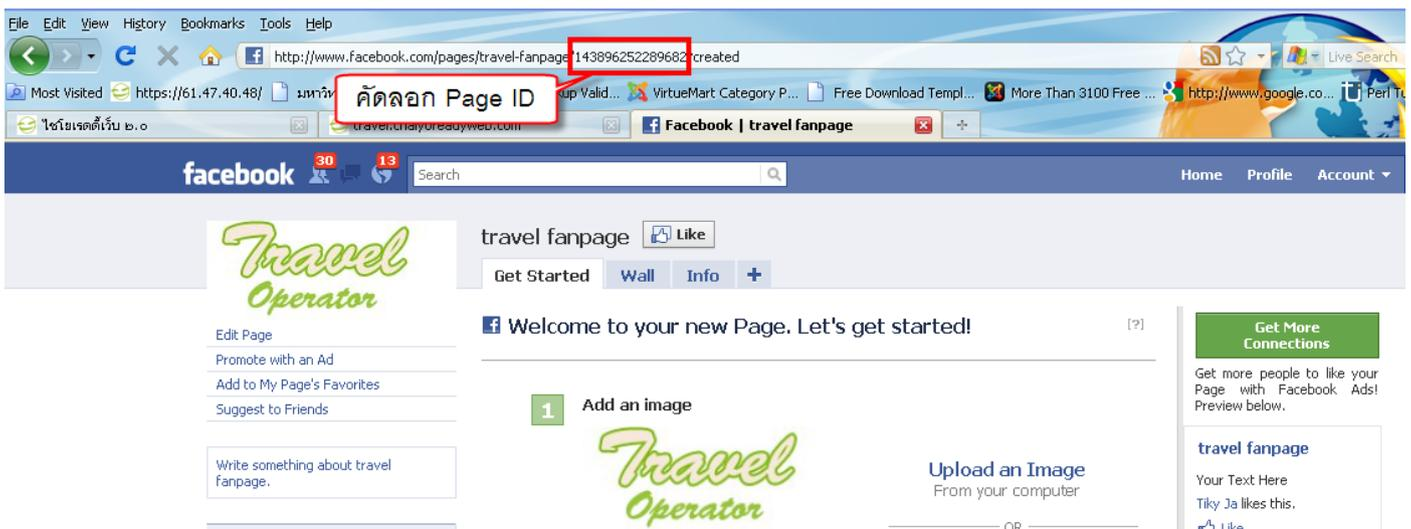 File Edit View History Bookmarks Tools Help
http://www.facebook.com/pages/travel-fanpage/143896252289682?created
Live Search
คัดลอก Page ID
Most Visited https://61.47.40.48/ Valid... VirtueMart Category P... Free Download Templ... More Than 3100 Free ... http://www.google.co...
ไชโยเรดดี้เว็บ ๒.๐ travel.chaiyoreadyweb.com Facebook | travel fanpage
facebook 30 13 Search Home Profile Account
Travel
Operator
travel fanpage Like
Get Started Wall Info +
Edit Page
Promote with an Ad
Add to My Page's Favorites
Suggest to Friends
Write something about travel
fanpage.
Welcome to your new Page. Let's get started! [?]
1 Add an image
Travel
Operator
Upload an Image
From your computer
OR
Get More
Connections
Get more people to like your
Page with Facebook Ads!
Preview below.
travel fanpage
Your Text Here
Tiky Ja likes this.
Like